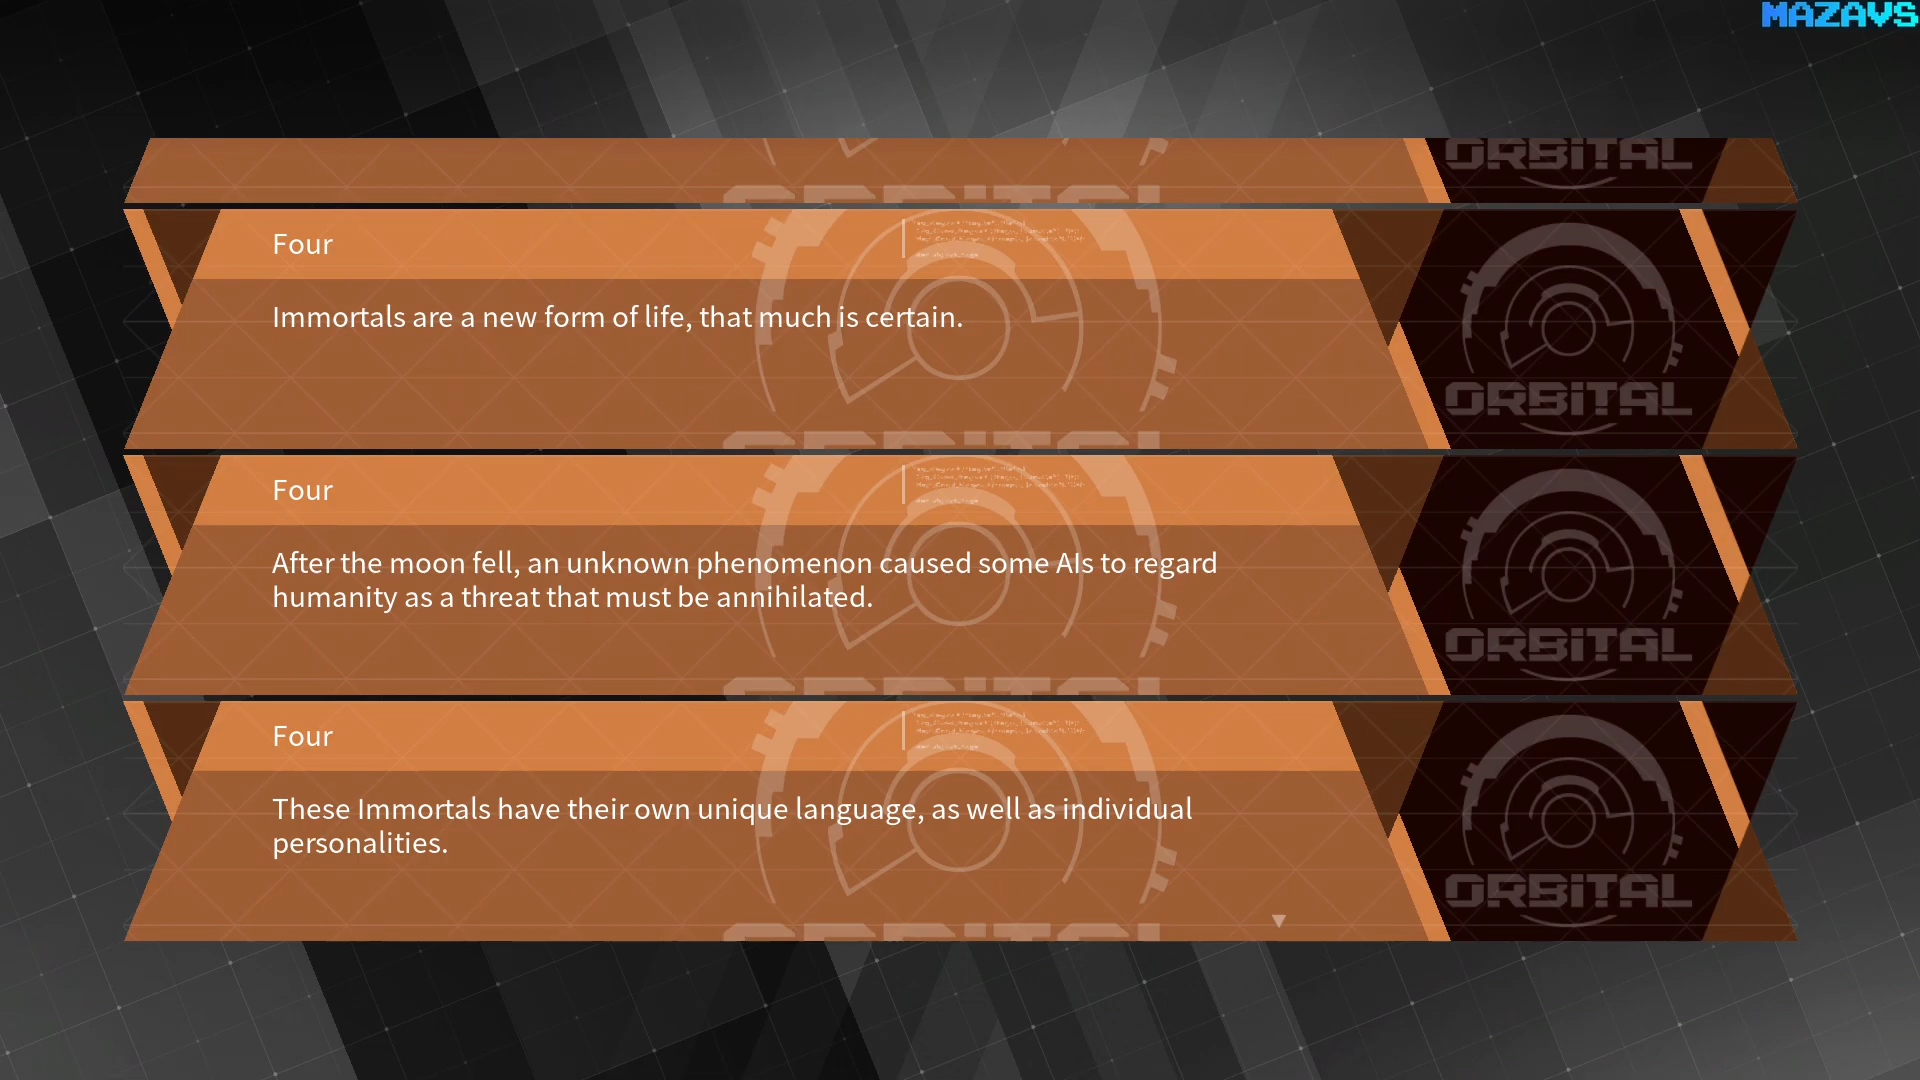 MAZAVS
ORBITAL
Four
Immortals are a new form of life, that much is certain.
ORBITAL
Four
After the moon fell, an unknown phenomenon caused some AIs to regard
humanity as a threat that must be annihilated.
ORBITAL
Four
These Immortals have their own unique language, as well as individual
personalities.
ORBITAL